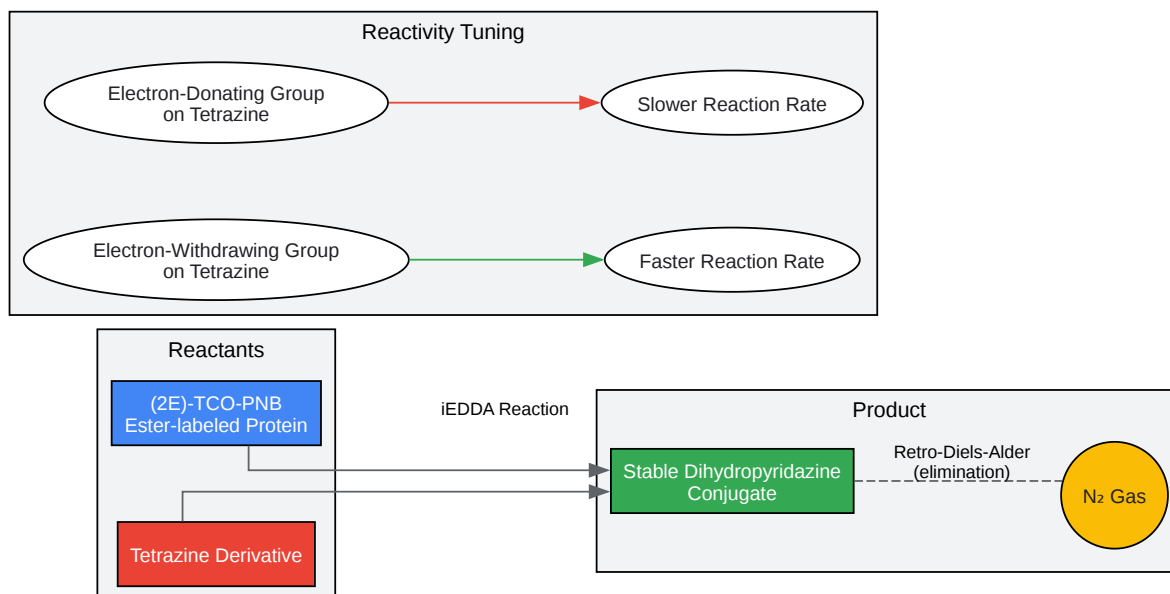 Reactivity Tuning
Electron-Donating Group
on Tetrazine
Slower Reaction Rate
Electron-Withdrawing Group
on Tetrazine
Faster Reaction Rate
Reactants
(2E)-TCO-PNB
Ester-labeled Protein
Tetrazine Derivative
iEDDA Reaction
Product
Stable Dihydropyridazine
Conjugate
Retro-Diels-Alder
(elimination)
N₂ Gas